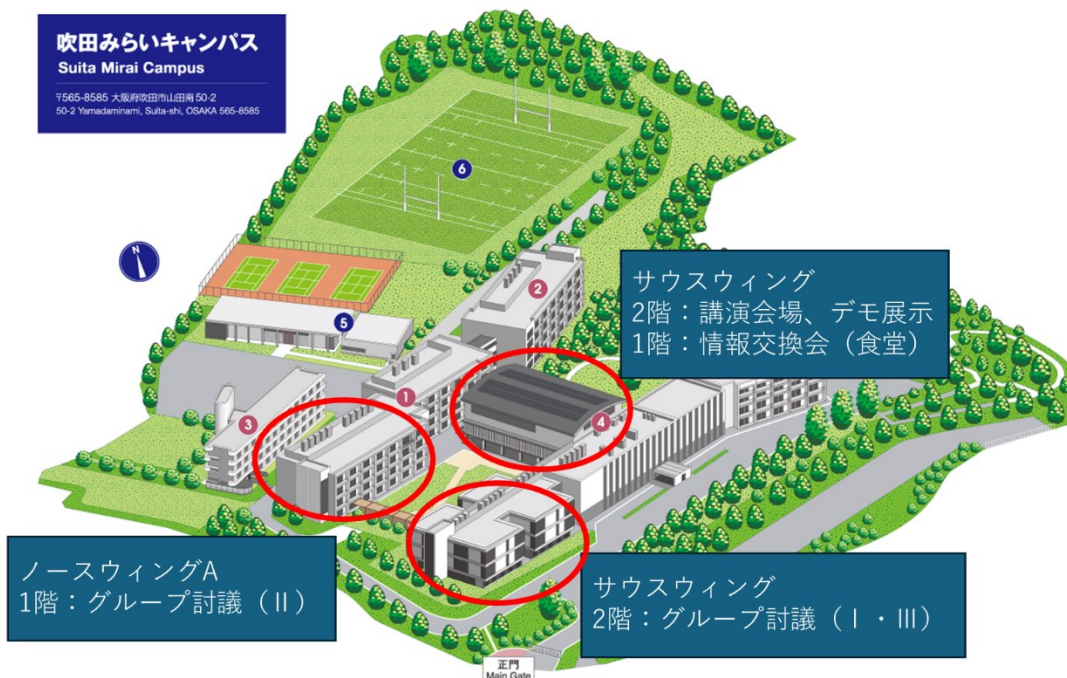 吹田みらいキャンパス
Suita Mirai Campus
〒565-8585 大阪府吹田市山田南50-2
50-2 Yamadaminami, Suita-shi, OSAKA 565-8585
6
N
サウスウィング
2階：講演会場、デモ展示
1階：情報交換会（食堂）
2
5
1
3
4
ノースウィングA
1階：グループ討議（Ⅱ）
サウスウィング
2階：グループ討議（Ⅰ・Ⅲ）
正門
Main Gate